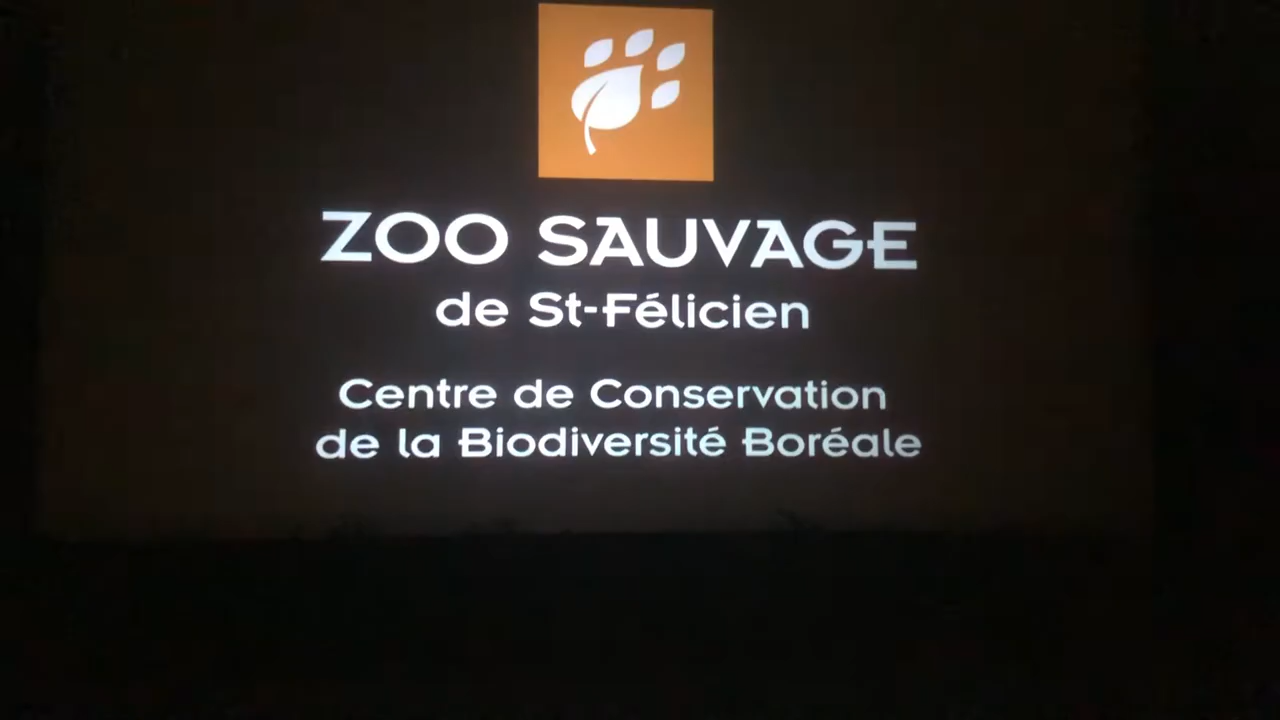 ZOO SAUVAGE
de St-Félicien
Centre de Conservation
de la Biodiversité Boréale